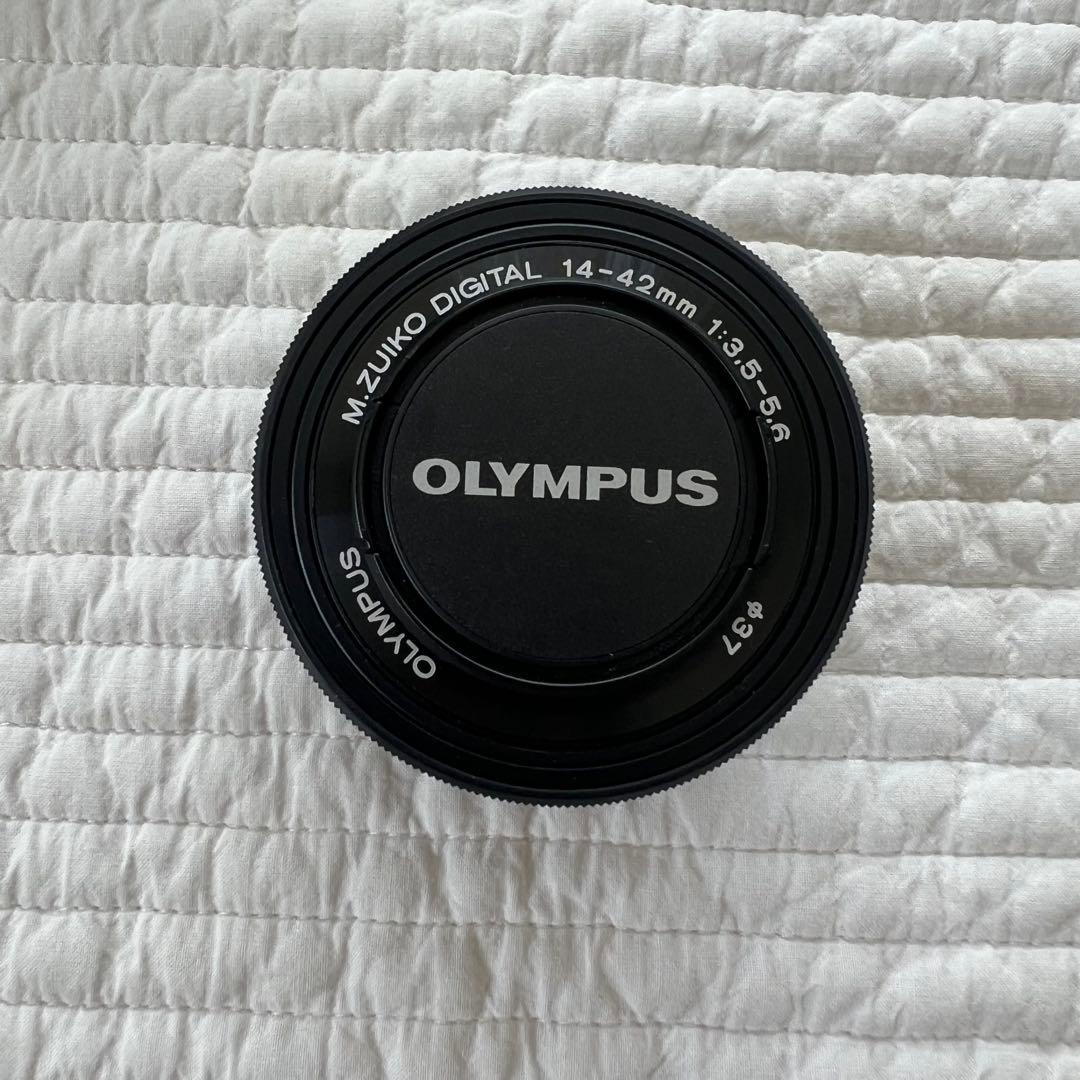 M.ZUIKO DIGITAL 14-42mm 1:3.5-5.6
OLYMPUS
OLYMPUS
ϕ37